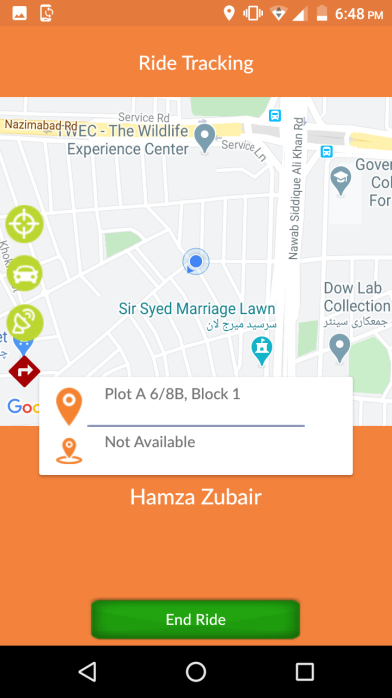 6:48 PM
Ride Tracking
Service Rd
Nazimabad Rd
TWEC - The Wildlife
Experience Center
Service Ln
Nawab Siddique Ali Khan Rd
Gover
Col
For
Dow Lab
Collection
جمعکاری سینٹر
Sir Syed Marriage Lawn
سرسید میرج لان
et
Goo
Plot A 6/8B, Block 1
Not Available
Hamza Zubair
End Ride